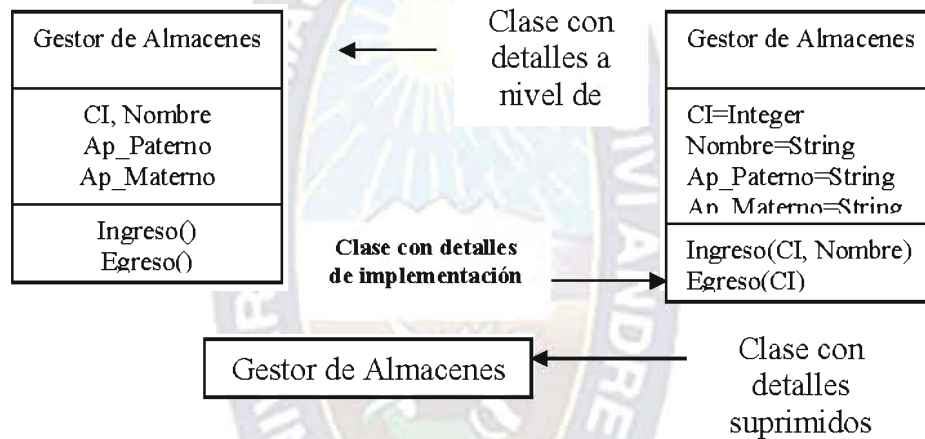 Gestor de Almacenes
CI, Nombre
Ap_Paterno
Ap_Materno
Ingreso()
Egreso()
Clase con
detalles a
nivel de
Gestor de Almacenes
CI=Integer
Nombre=String
Ap_Paterno=String
Ap_Materno=String
Ingreso(CI, Nombre)
Egreso(CI)
Clase con detalles
de implementación
Gestor de Almacenes
Clase con
detalles
suprimidos